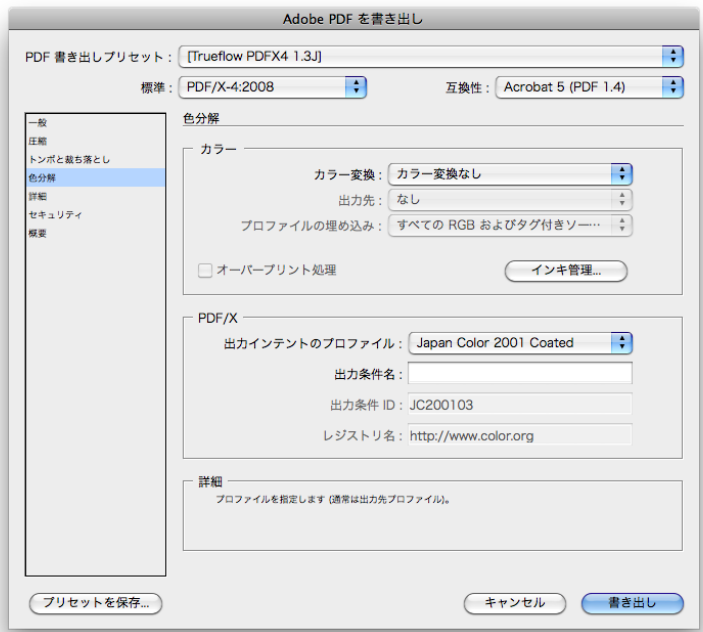 Adobe PDF を書き出し
PDF 書き出しプリセット： [Trueflow PDFX4 1.3J]
標準： PDF/X-4:2008 互換性： Acrobat 5 (PDF 1.4)
一般
圧縮
トンボと裁ち落とし
色分解
詳細
セキュリティ
概要
色分解
カラー
カラー変換： カラー変換なし
出力先： なし
プロファイルの埋め込み： すべての RGB およびタグ付きソー…
オーバープリント処理 インキ管理...
PDF/X
出力インテントのプロファイル： Japan Color 2001 Coated
出力条件名：
出力条件 ID： JC200103
レジストリ名： http://www.color.org
詳細
プロファイルを指定します (通常は出力先プロファイル)。
プリセットを保存... キャンセル 書き出し